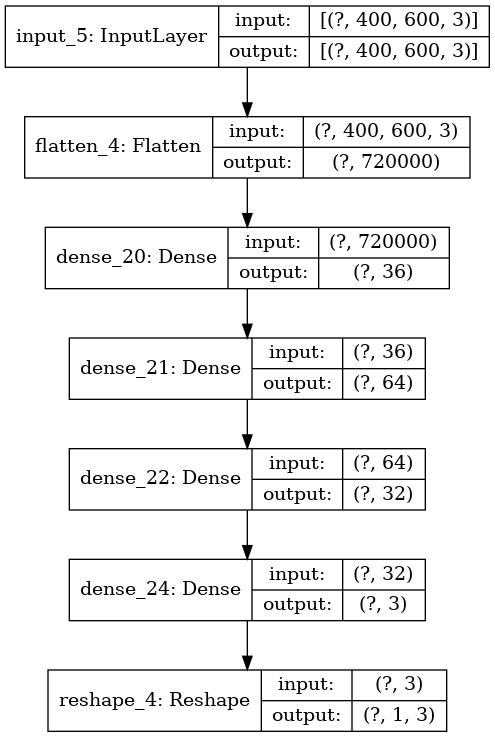 input_5: InputLayer
input: [(?, 400, 600, 3)]
output: [(?, 400, 600, 3)]
flatten_4: Flatten
input: (?, 400, 600, 3)
output: (?, 720000)
dense_20: Dense
input: (?, 720000)
output: (?, 36)
dense_21: Dense
input: (?, 36)
output: (?, 64)
dense_22: Dense
input: (?, 64)
output: (?, 32)
dense_24: Dense
input: (?, 32)
output: (?, 3)
reshape_4: Reshape
input: (?, 3)
output: (?, 1, 3)